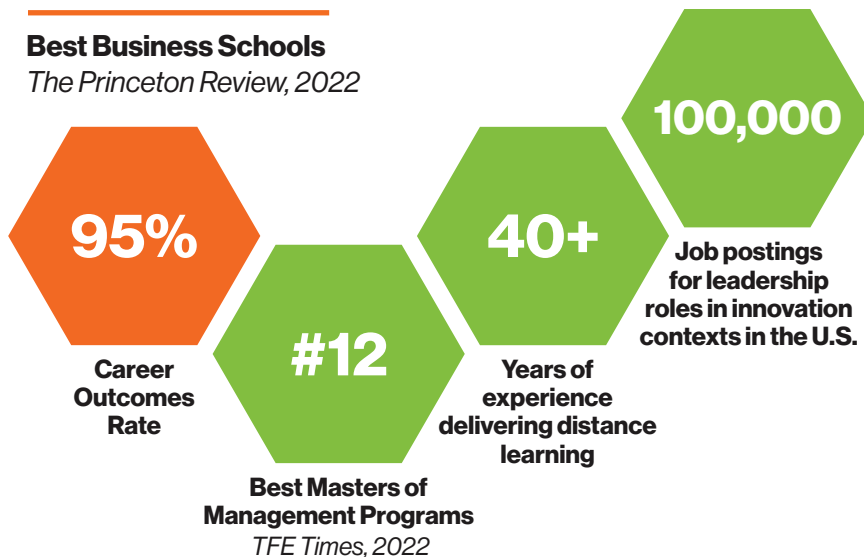 Best Business Schools
The Princeton Review, 2022
95%
Career
Outcomes
Rate
#12
Best Masters of
Management Programs
TFE Times, 2022
40+
Years of
experience
delivering distance
learning
100,000
Job postings
for leadership
roles in innovation
contexts in the U.S.